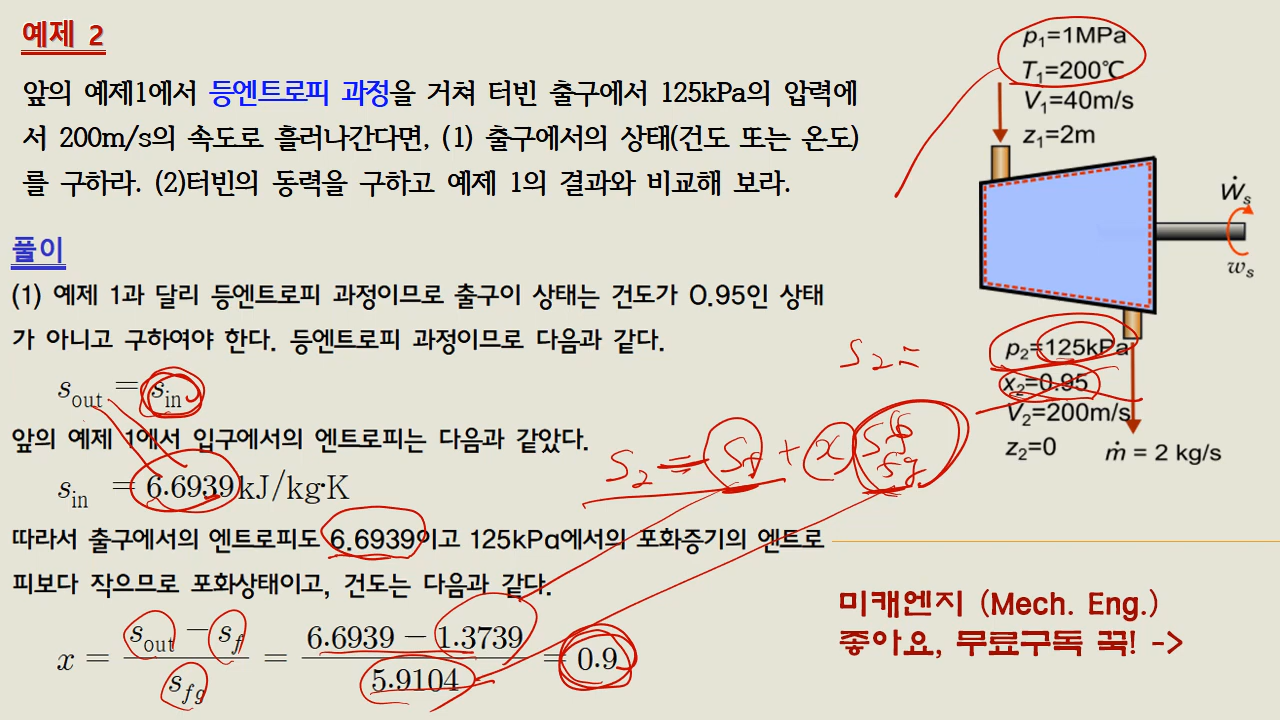 예제 2
앞의 예제1에서 등엔트로피 과정을 거쳐 터빈 출구에서 125kPa의 압력에
서 200m/s의 속도로 흘러나간다면, (1) 출구에서의 상태(건도 또는 온도)
를 구하라. (2)터빈의 동력을 구하고 예제 1의 결과와 비교해 보라.
풀이
(1) 예제 1과 달리 등엔트로피 과정이므로 출구이 상태는 건도가 0.95인 상태
가 아니고 구하여야 한다. 등엔트로피 과정이므로 다음과 같다.
s_out = s_in
앞의 예제 1에서 입구에서의 엔트로피는 다음과 같았다.
s_in = 6.6939kJ/kg·K
따라서 출구에서의 엔트로피도 6.6939이고 125kPa에서의 포화증기의 엔트로
피보다 작으므로 포화상태이고, 건도는 다음과 같다.
x = (s_out − s_f) / s_fg = (6.6939 − 1.3739) / 5.9104 = 0.9
p₁=1MPa
T₁=200℃
V₁=40m/s
z₁=2m
Ẇ_s
w_s
p₂=125kPa
x₂=0.95
V₂=200m/s
z₂=0
ṁ = 2 kg/s
S₂ =
S₂ = S_f + x S_fg
미캐엔지 (Mech. Eng.)
좋아요, 무료구독 꾹! ->